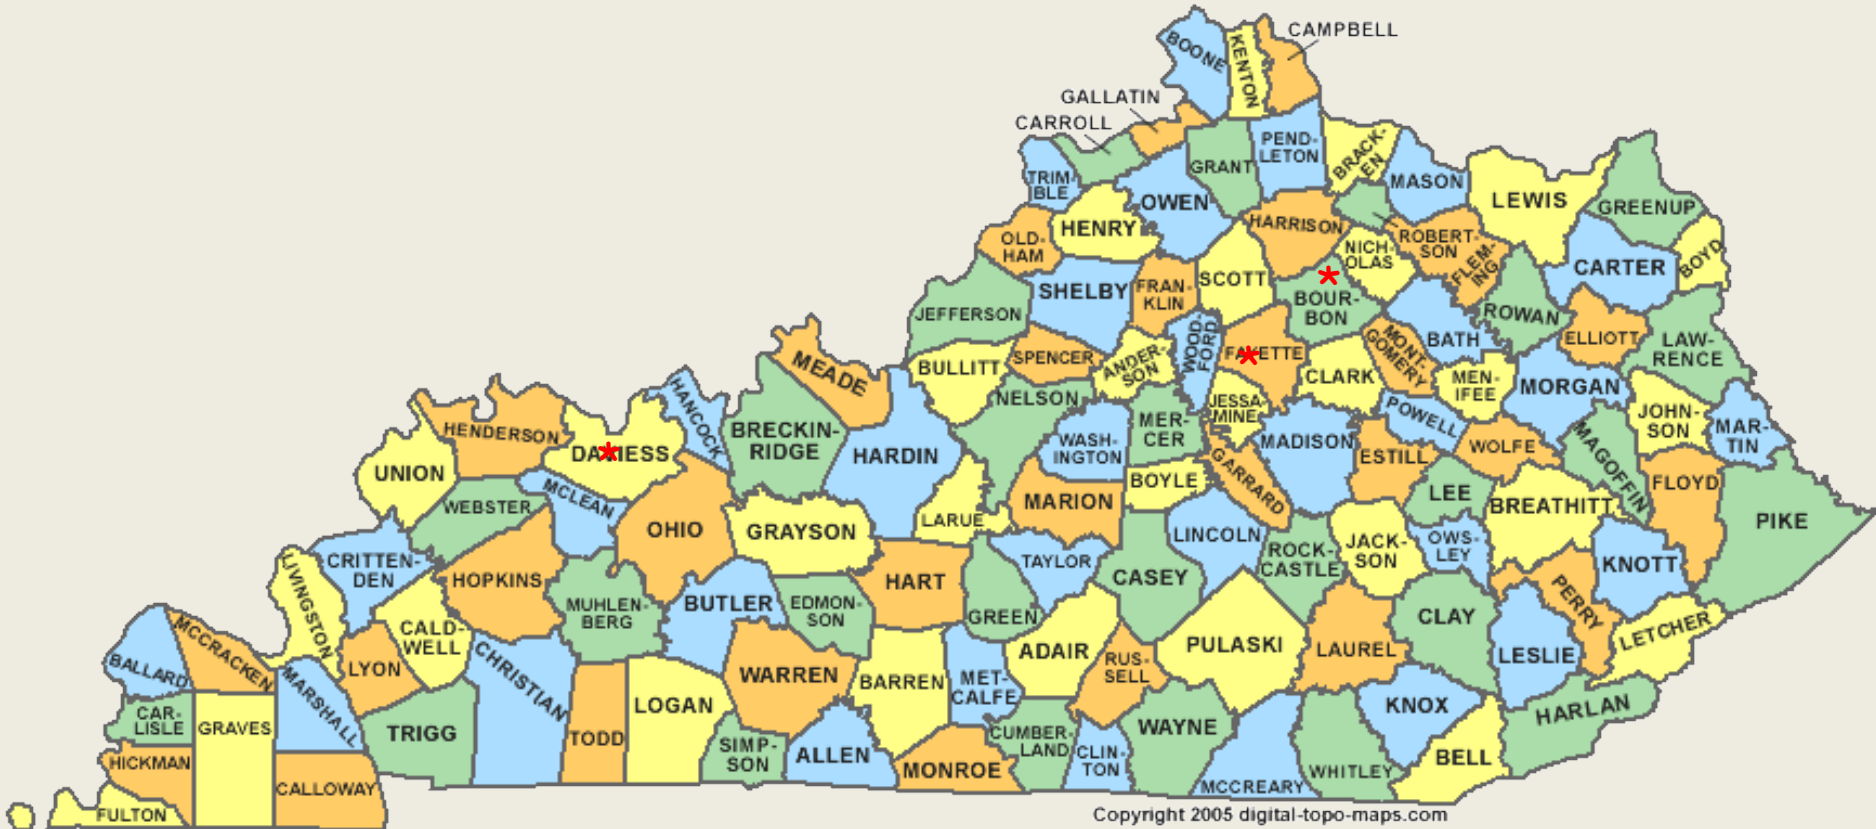 BOONE
KENTON
CAMPBELL
GALLATIN
CARROLL
TRIM-
BLE
OWEN
GRANT
PEND-
LETON
BRACK-
EN
MASON
LEWIS
GREENUP
BOYD
HENRY
OLD-
HAM
HARRISON
ROBERT-
SON
FLEM-
ING
NICH-
OLAS
CARTER
SHELBY
FRAN-
KLIN
SCOTT
BOUR-
BON
BATH
ROWAN
ELLIOTT
LAW-
RENCE
JEFFERSON
BULLITT
SPENCER
ANDER-
SON
WOOD-
FORD
FAYETTE
CLARK
MONT-
GOMERY
MEN-
IFEE
MORGAN
JOHN-
SON
MAR-
TIN
MEADE
HANCOCK
BRECKIN-
RIDGE
HARDIN
NELSON
WASH-
INGTON
MER-
CER
JESSA-
MINE
MADISON
POWELL
ESTILL
WOLFE
MAGOFFIN
FLOYD
PIKE
HENDERSON
DAVIESS
UNION
WEBSTER
MCLEAN
OHIO
GRAYSON
LARUE
MARION
BOYLE
GARRARD
LINCOLN
ROCK-
CASTLE
JACK-
SON
LEE
OWS-
LEY
BREATHITT
KNOTT
PERRY
LETCHER
CRITTEN-
DEN
LIVINGSTON
HOPKINS
MUHLEN-
BERG
BUTLER
EDMON-
SON
HART
GREEN
TAYLOR
CASEY
ADAIR
PULASKI
LAUREL
CLAY
LESLIE
BALLARD
MCCRACKEN
MARSHALL
LYON
CALD-
WELL
CHRISTIAN
TODD
LOGAN
WARREN
BARREN
MET-
CALFE
RUS-
SELL
WAYNE
KNOX
HARLAN
BELL
CAR-
LISLE
GRAVES
TRIGG
SIMP-
SON
ALLEN
MONROE
CUMBER-
LAND
CLIN-
TON
MCCREARY
WHITLEY
HICKMAN
FULTON
CALLOWAY
Copyright 2005 digital-topo-maps.com